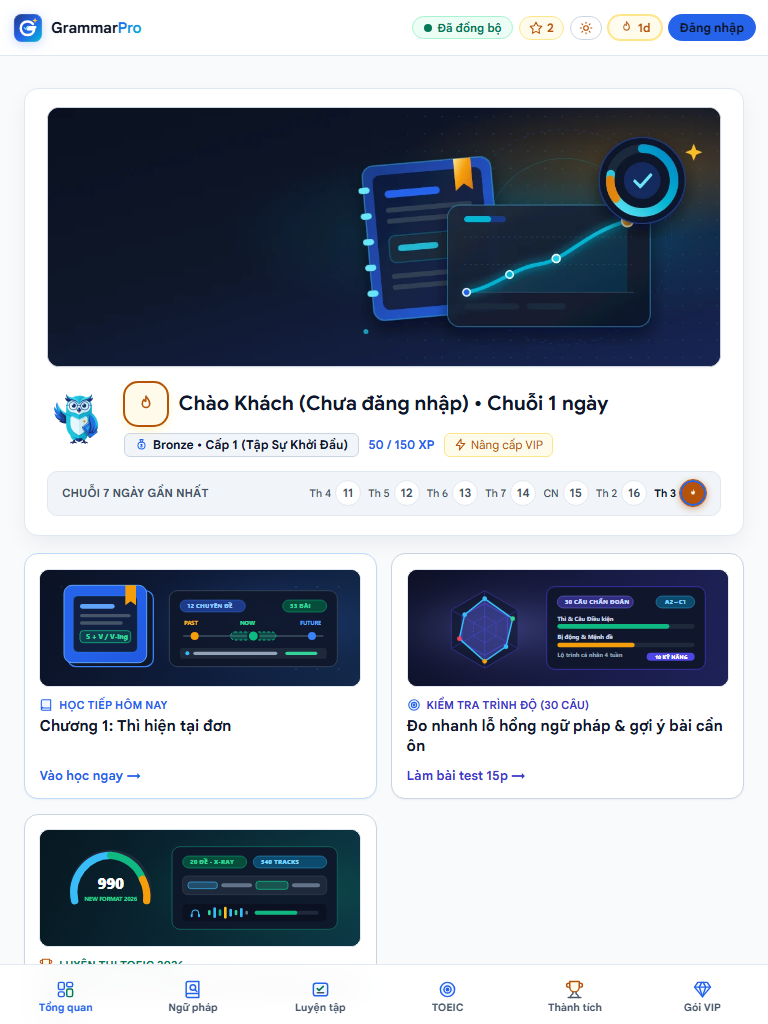 GrammarPro
Đã đồng bộ
2
1d
Đăng nhập
Chào Khách (Chưa đăng nhập) • Chuỗi 1 ngày
Bronze • Cấp 1 (Tập Sự Khởi Đầu)
50 / 150 XP
Nâng cấp VIP
CHUỖI 7 NGÀY GẦN NHẤT
Th 4 11 Th 5 12 Th 6 13 Th 7 14 CN 15 Th 2 16 Th 3
12 CHUYÊN ĐỀ
53 BÀI
S + V / V-ing
PAST NOW FUTURE
HỌC TIẾP HÔM NAY
Chương 1: Thì hiện tại đơn
Vào học ngay →
30 CÂU CHẨN ĐOÁN
A2–C1
Thì & Câu Điều kiện
Bị động & Mệnh đề
Lộ trình cá nhân 4 tuần
10 KỸ NĂNG
KIỂM TRA TRÌNH ĐỘ (30 CÂU)
Đo nhanh lỗ hổng ngữ pháp & gợi ý bài cần
ôn
Làm bài test 15p →
990
NEW FORMAT 2026
20 ĐỀ · X-RAY
540 TRACKS
LUYỆN THI TOEIC 2026
Tổng quan
Ngữ pháp
Luyện tập
TOEIC
Thành tích
Gói VIP